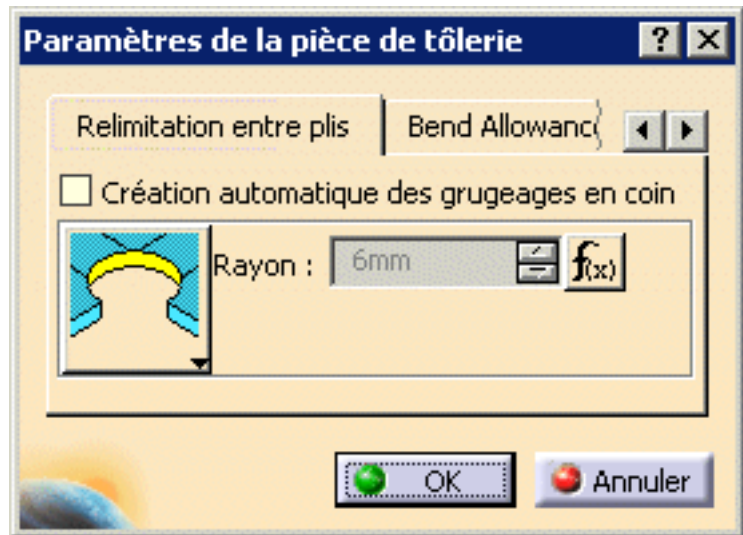 Paramètres de la pièce de tôlerie
Relimitation entre plis
Bend Allowanc
Création automatique des grugeages en coin
Rayon : 6mm f(x)
OK
Annuler